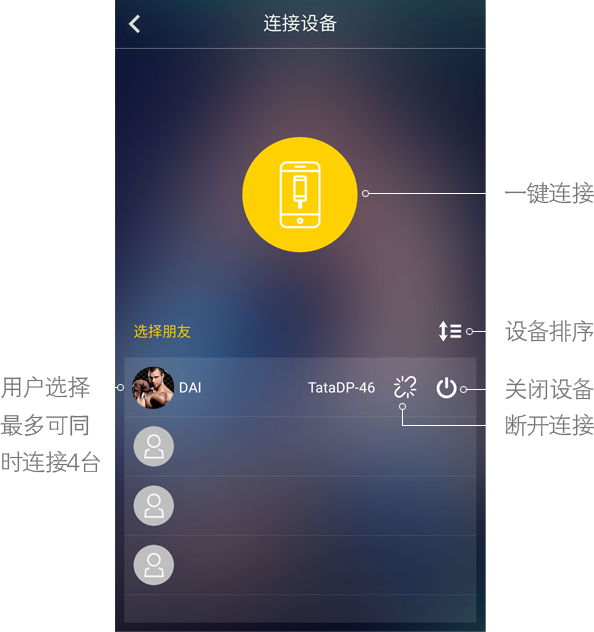 连接设备
一键连接
选择朋友
设备排序
DAI
TataDP-46
用户选择
最多可同
时连接4台
关闭设备
断开连接